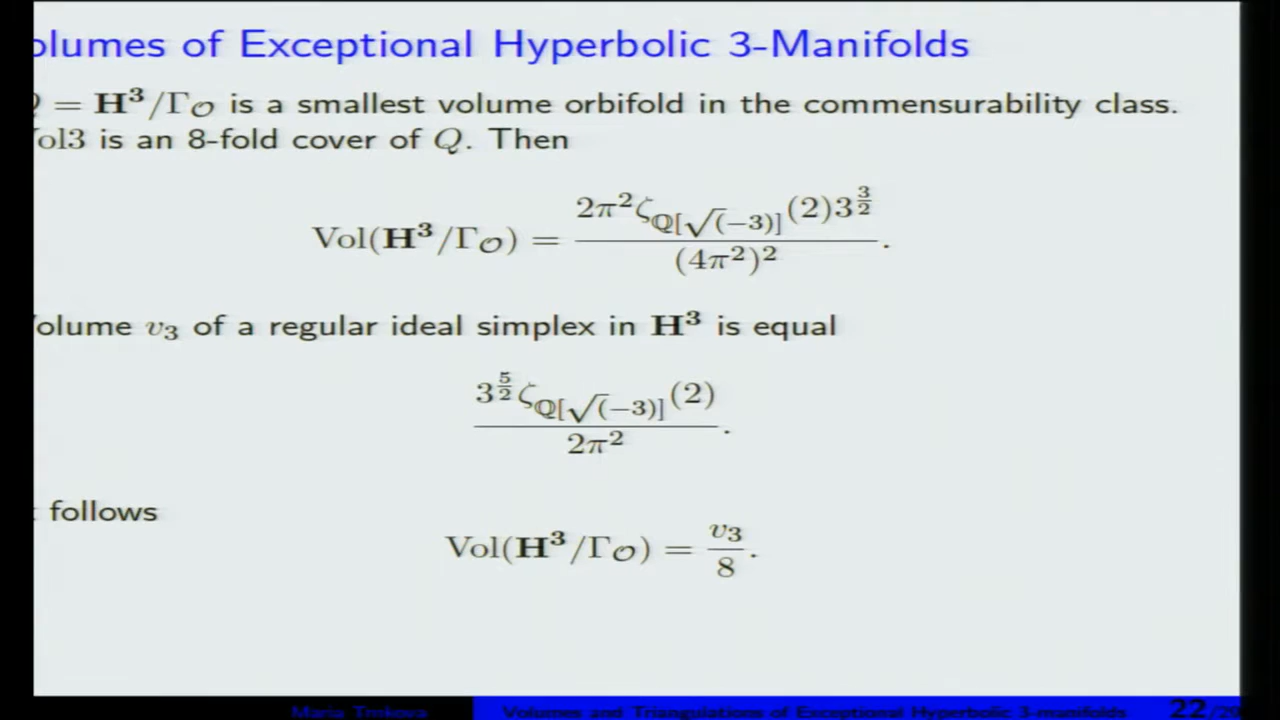 olumes of Exceptional Hyperbolic 3-Manifolds
= H³/Γ𝒪 is a smallest volume orbifold in the commensurability class.
ol3 is an 8-fold cover of Q. Then
Vol(H³/Γ𝒪) = 2π²ζ_ℚ[√(−3)](2)3^{3/2} / (4π²)².
olume v₃ of a regular ideal simplex in H³ is equal
3^{5/2}ζ_ℚ[√(−3)](2) / 2π².
follows
Vol(H³/Γ𝒪) = v₃/8.
Maria Trnkova Volumes and Triangulations of Exceptional Hyperbolic 3-manifolds 22